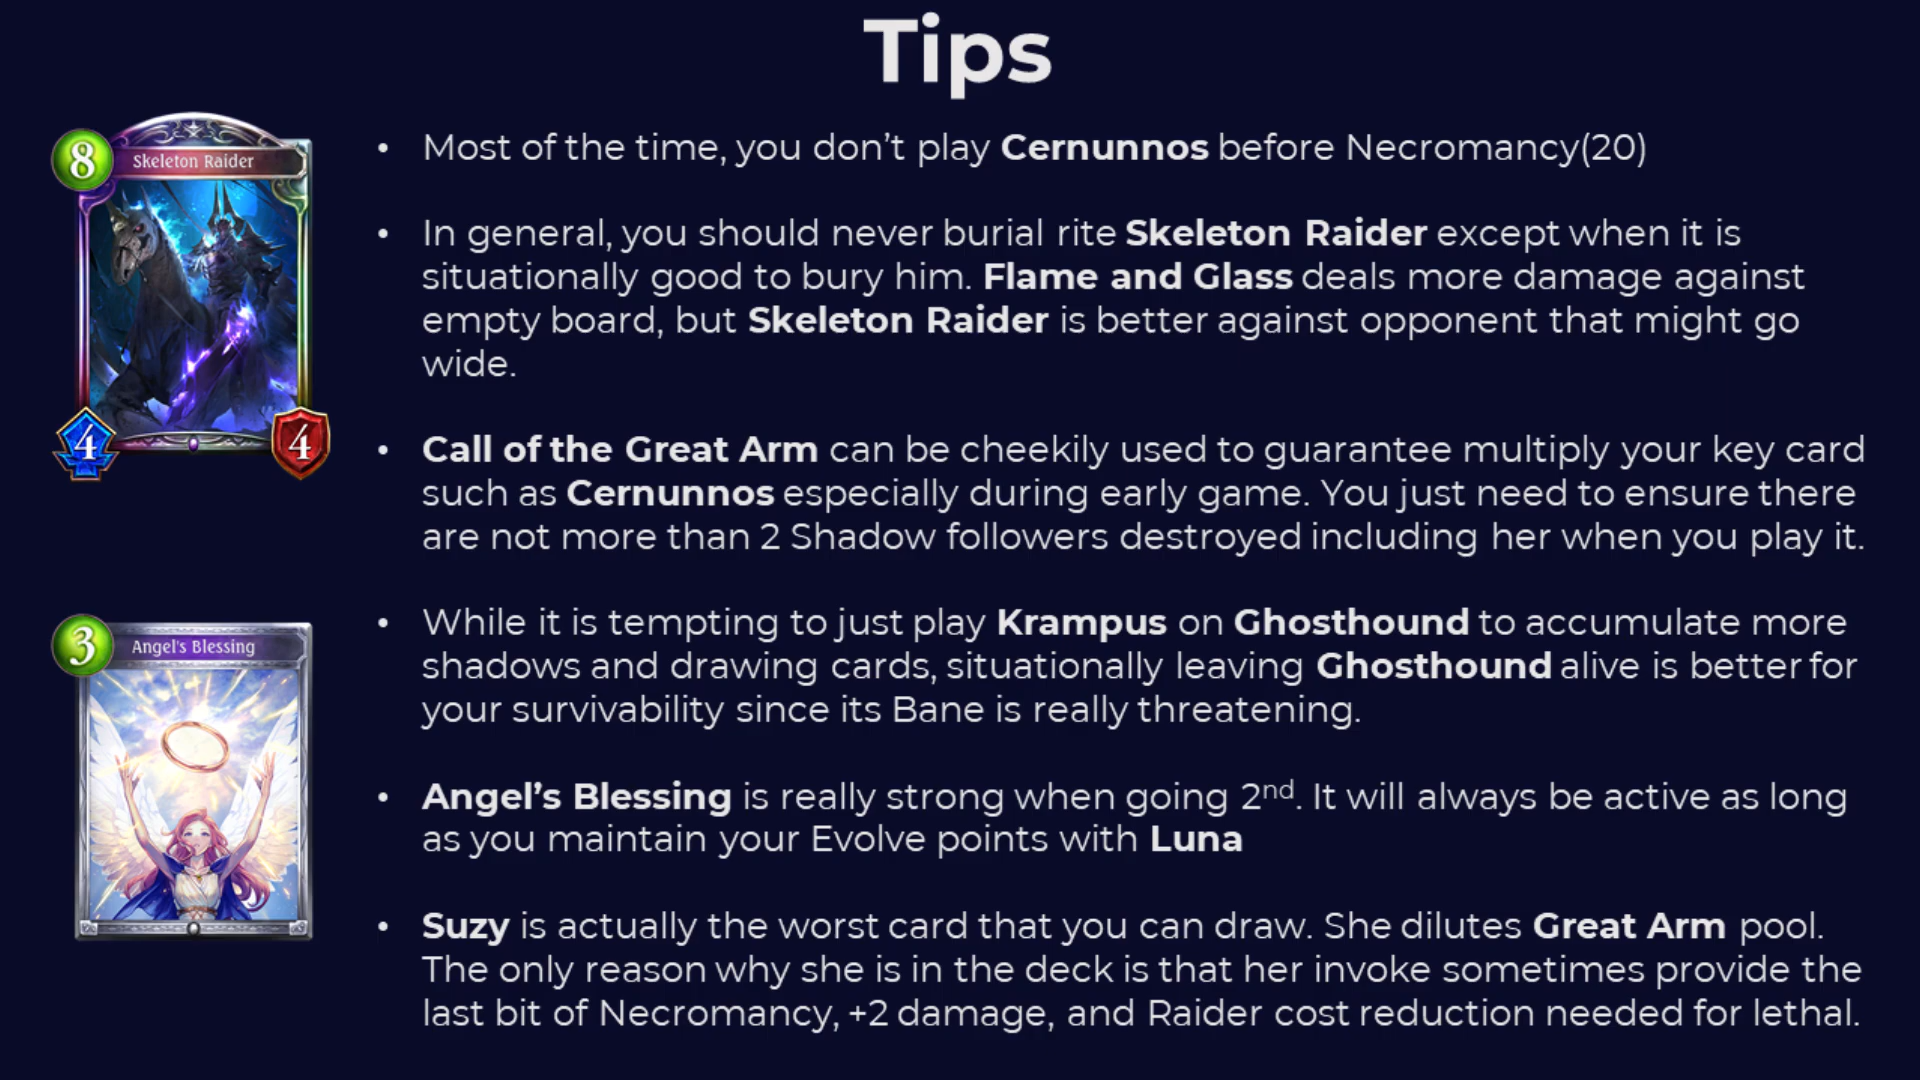 Tips
8
Skeleton Raider
4
4
• Most of the time, you don’t play Cernunnos before Necromancy(20)
• In general, you should never burial rite Skeleton Raider except when it is
situationally good to bury him. Flame and Glass deals more damage against
empty board, but Skeleton Raider is better against opponent that might go
wide.
• Call of the Great Arm can be cheekily used to guarantee multiply your key card
such as Cernunnos especially during early game. You just need to ensure there
are not more than 2 Shadow followers destroyed including her when you play it.
3
Angel's Blessing
• While it is tempting to just play Krampus on Ghosthound to accumulate more
shadows and drawing cards, situationally leaving Ghosthound alive is better for
your survivability since its Bane is really threatening.
• Angel’s Blessing is really strong when going 2nd. It will always be active as long
as you maintain your Evolve points with Luna
• Suzy is actually the worst card that you can draw. She dilutes Great Arm pool.
The only reason why she is in the deck is that her invoke sometimes provide the
last bit of Necromancy, +2 damage, and Raider cost reduction needed for lethal.